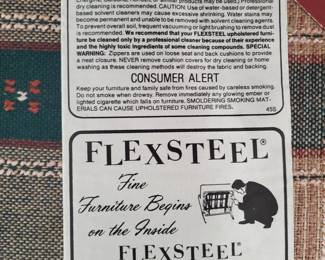 dry cleaning is recommended. CAUTION: Use of water-based or detergent-
based solvent cleaners may cause excessive shrinking. Water stains may
become permanent and unable to be removed with solvent cleaning agents.
To prevent overall soil, frequent vacuuming or light brushing to remove dust
is recommended. We recommend that your FLEXSTEEL upholstered furni-
ture be cleaned only by a professional cleaner because of their experience
and the highly toxic ingredients of some cleaning compounds. SPECIAL
WARNING: Zippers are used on loose seat and back cushions to provide
a neat closure. NEVER remove cushion covers for dry cleaning or home
washing as these cleaning methods will destroy the fabric and backing.
CONSUMER ALERT
Keep your furniture and family safe from fires caused by careless smoking.
Do not smoke when drowsy. Remove immediately any glowing ember or
lighted cigarette which falls on furniture. SMOLDERING SMOKING MAT-
ERIALS CAN CAUSE UPHOLSTERED FURNITURE FIRES. 45S
FLEXSTEEL®
Fine
Furniture Begins
on the Inside
FLEXSTEEL®